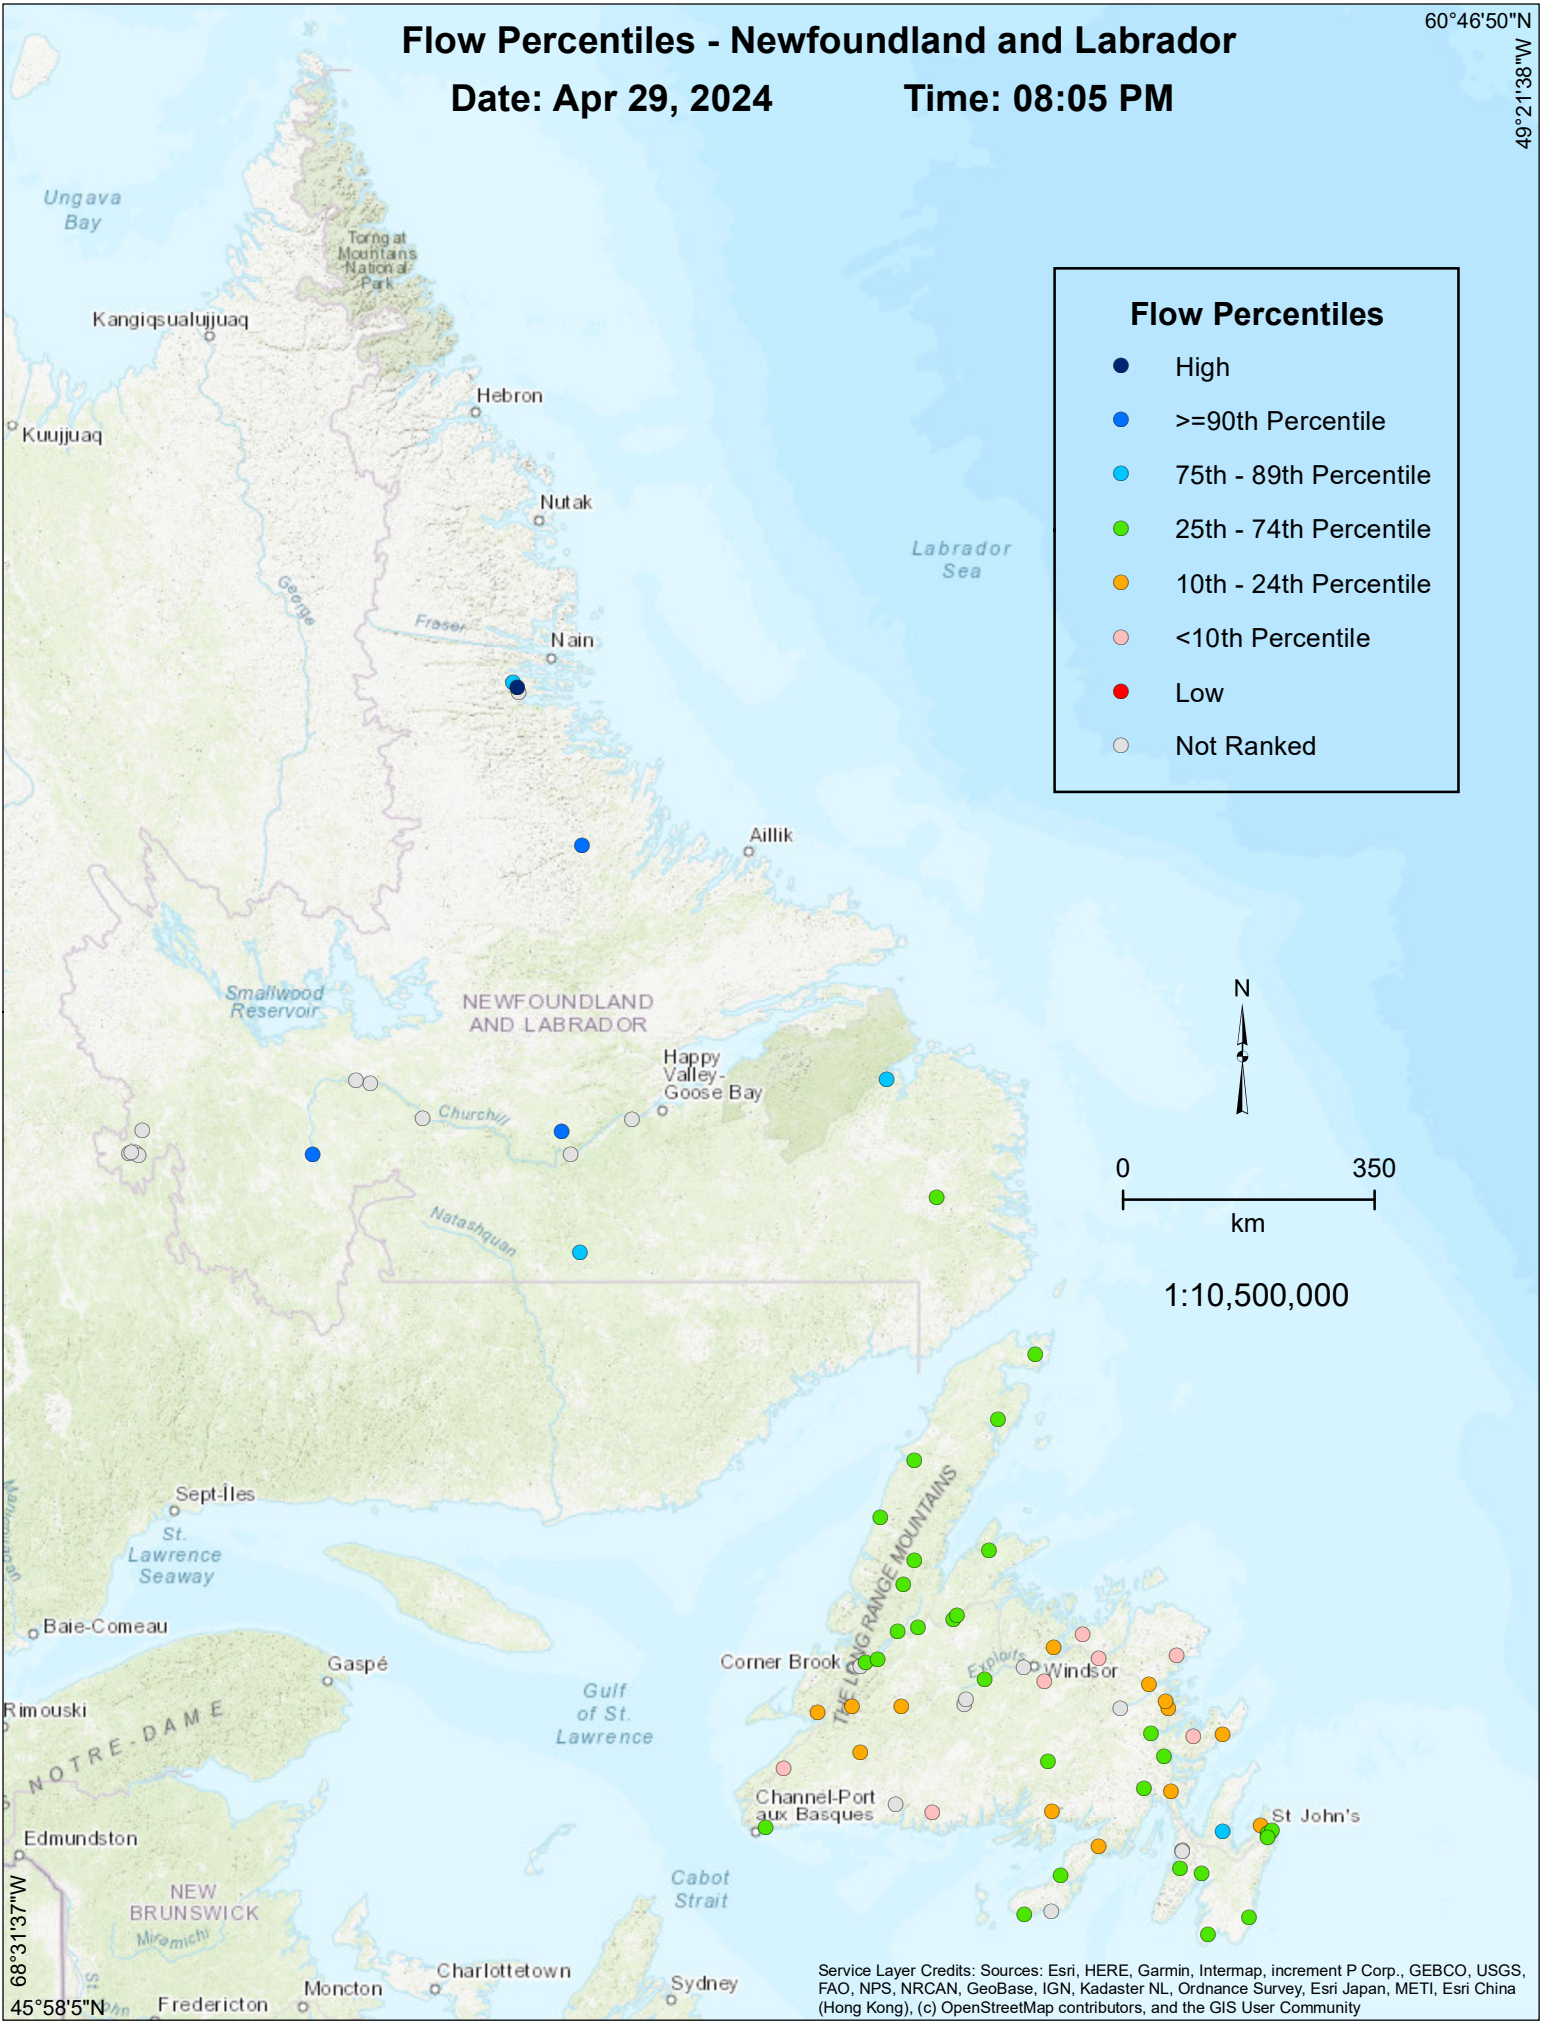 Flow Percentiles - Newfoundland and Labrador
Date: Apr 29, 2024 Time: 08:05 PM
60°46'50"N
49°21'38"W
Ungava
Bay
Torngat
Mountains
National
Park
Kangiqsualujjuaq
Hebron
Kuujjuaq
Nutak
George
Fraser
Nain
Labrador
Sea
Flow Percentiles
High
>=90th Percentile
75th - 89th Percentile
25th - 74th Percentile
10th - 24th Percentile
<10th Percentile
Low
Not Ranked
Aillik
Smallwood
Reservoir
NEWFOUNDLAND
AND LABRADOR
Happy
Valley-
Goose Bay
Churchill
Natashquan
N
0 350
km
1:10,500,000
Sept-Îles
St.
Lawrence
Seaway
Manicouagan
Baie-Comeau
Gaspé
Rimouski
NOTRE-DAME
Edmundston
NEW
BRUNSWICK
Miramichi
Moncton
Fredericton
Charlottetown
Sydney
Gulf
of St.
Lawrence
Cabot
Strait
THE LONG RANGE MOUNTAINS
Corner Brook
Exploits
Windsor
Channel-Port
aux Basques
St John's
68°31'37"W
45°58'5"N
Service Layer Credits: Sources: Esri, HERE, Garmin, Intermap, increment P Corp., GEBCO, USGS,
FAO, NPS, NRCAN, GeoBase, IGN, Kadaster NL, Ordnance Survey, Esri Japan, METI, Esri China
(Hong Kong), (c) OpenStreetMap contributors, and the GIS User Community